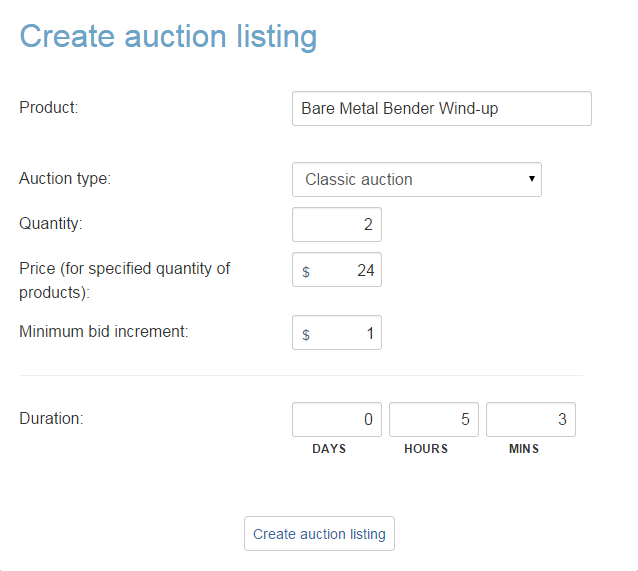 Create auction listing
Product: Bare Metal Bender Wind-up
Auction type: Classic auction
Quantity: 2
Price (for specified quantity of
products): $ 24
Minimum bid increment: $ 1
Duration: 0 5 3
DAYS HOURS MINS
Create auction listing